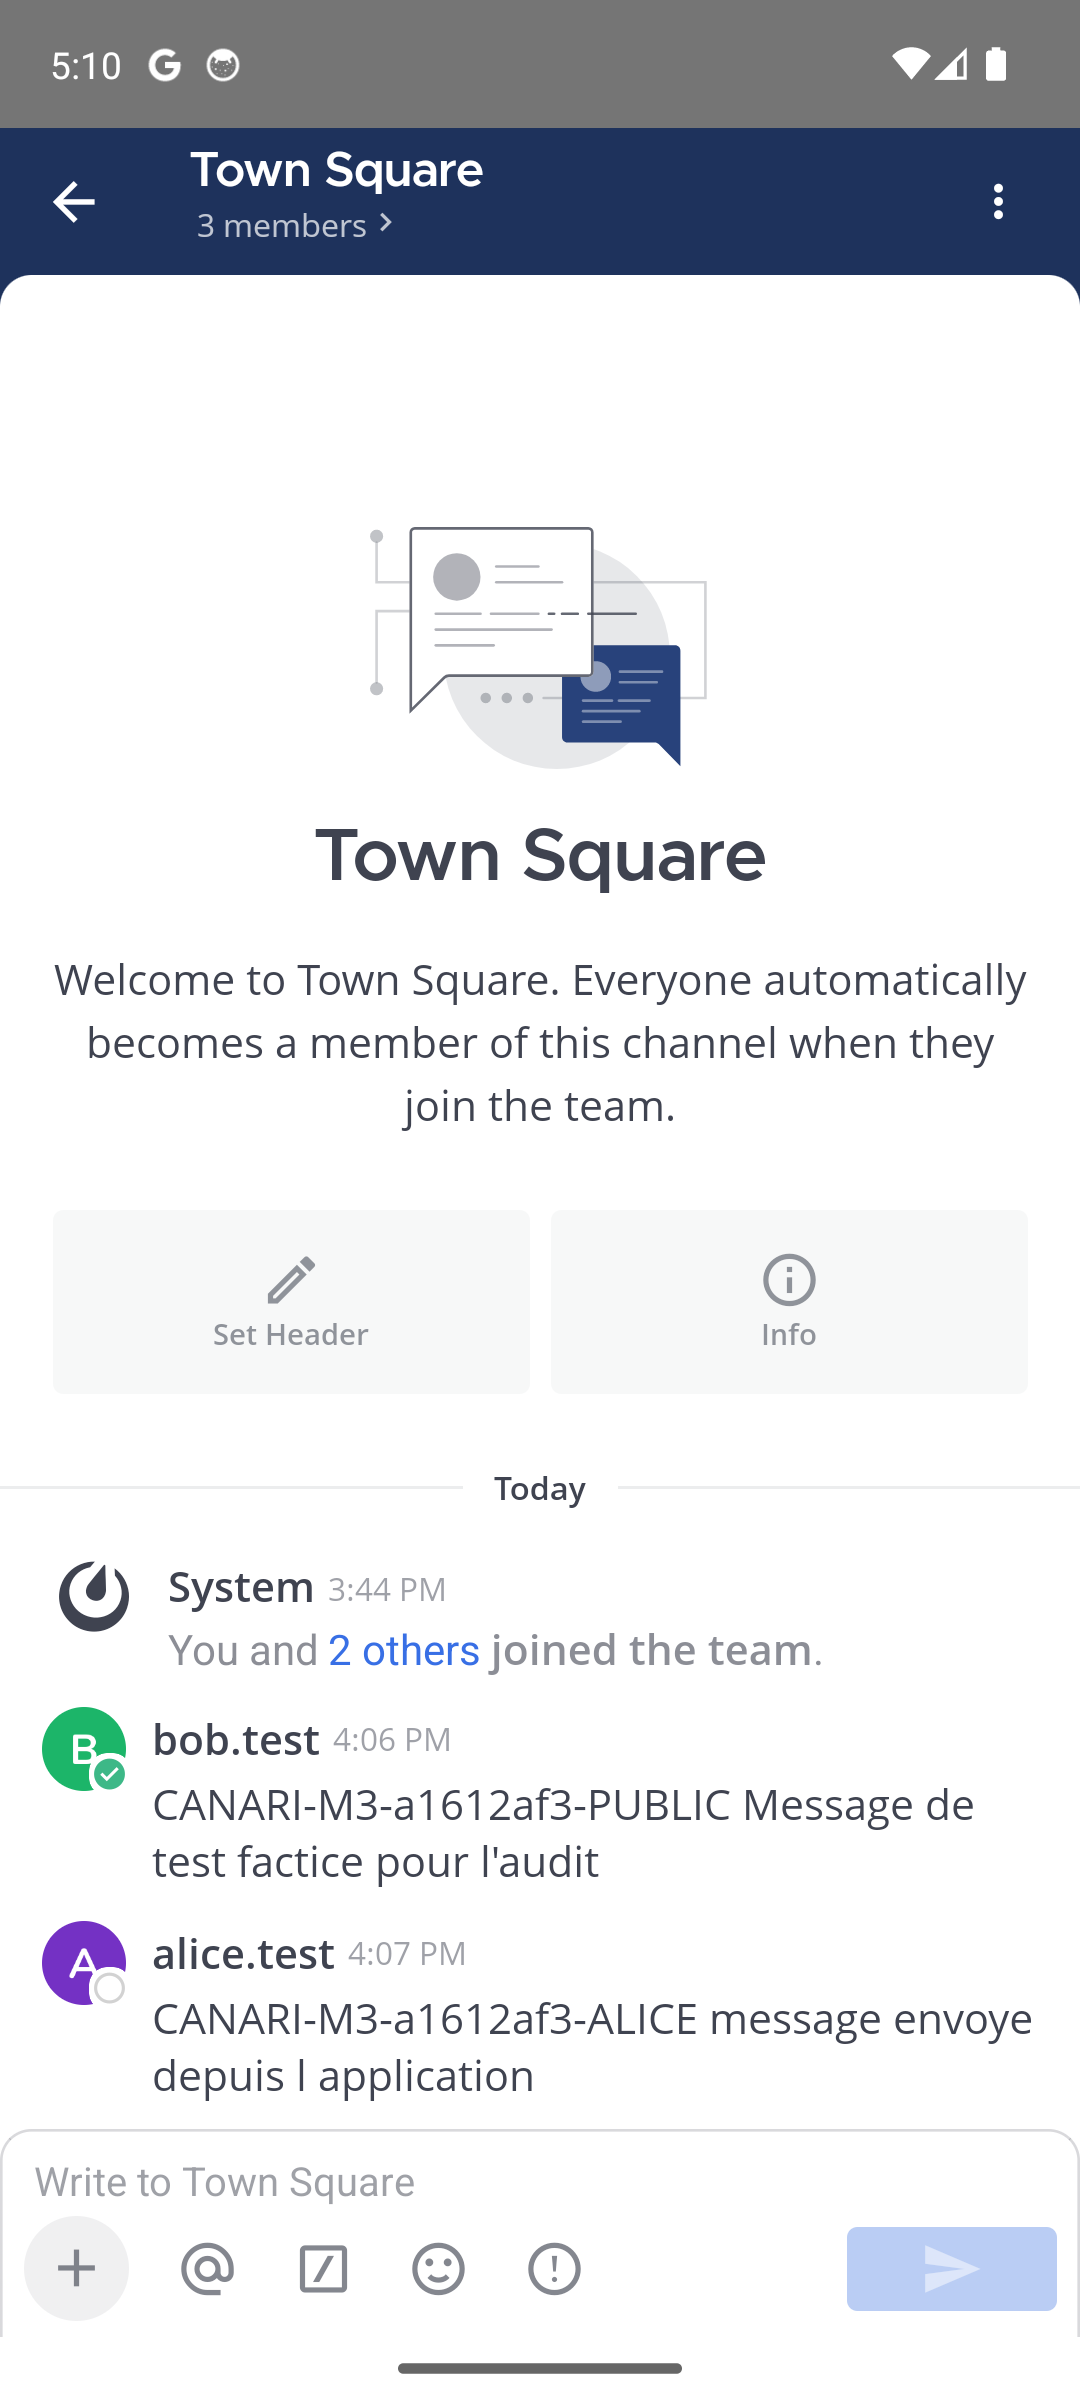 5:10
Town Square
3 members
Town Square
Welcome to Town Square. Everyone automatically
becomes a member of this channel when they
join the team.
Set Header
Info
Today
System 3:44 PM
You and 2 others joined the team.
B
bob.test 4:06 PM
CANARI-M3-a1612af3-PUBLIC Message de
test factice pour l'audit
A
alice.test 4:07 PM
CANARI-M3-a1612af3-ALICE message envoye
depuis l application
Write to Town Square